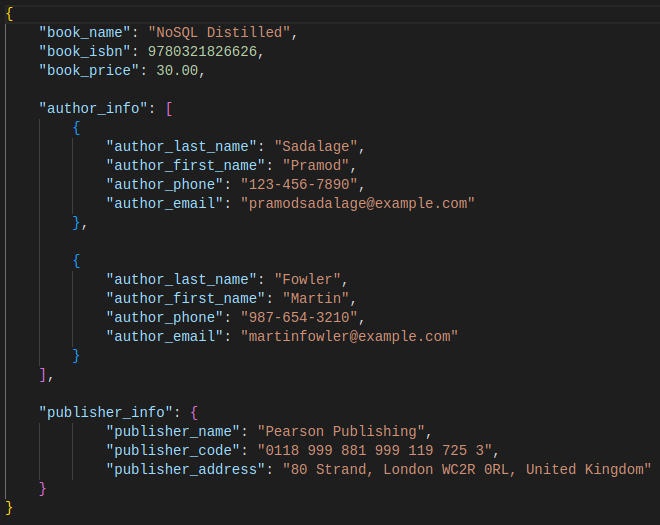 {
    "book_name": "NoSQL Distilled",
    "book_isbn": 9780321826626,
    "book_price": 30.00,

    "author_info": [
        {
            "author_last_name": "Sadalage",
            "author_first_name": "Pramod",
            "author_phone": "123-456-7890",
            "author_email": "pramodsadalage@example.com"
        },

        {
            "author_last_name": "Fowler",
            "author_first_name": "Martin",
            "author_phone": "987-654-3210",
            "author_email": "martinfowler@example.com"
        }
    ],

    "publisher_info": {
            "publisher_name": "Pearson Publishing",
            "publisher_code": "0118 999 881 999 119 725 3",
            "publisher_address": "80 Strand, London WC2R 0RL, United Kingdom"
    }
}